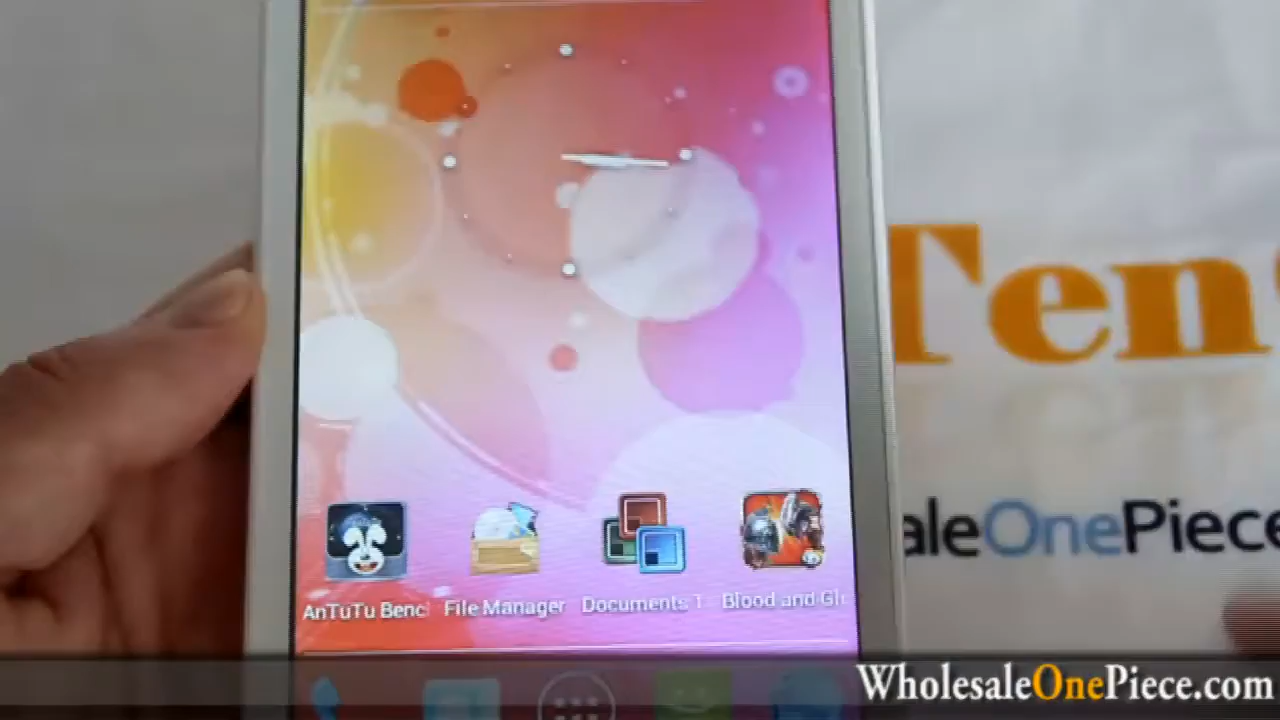 Ten
aleOnePiece
AnTuTu Benc File Manager Documents T Blood and Gl
WholesaleOnePiece.com